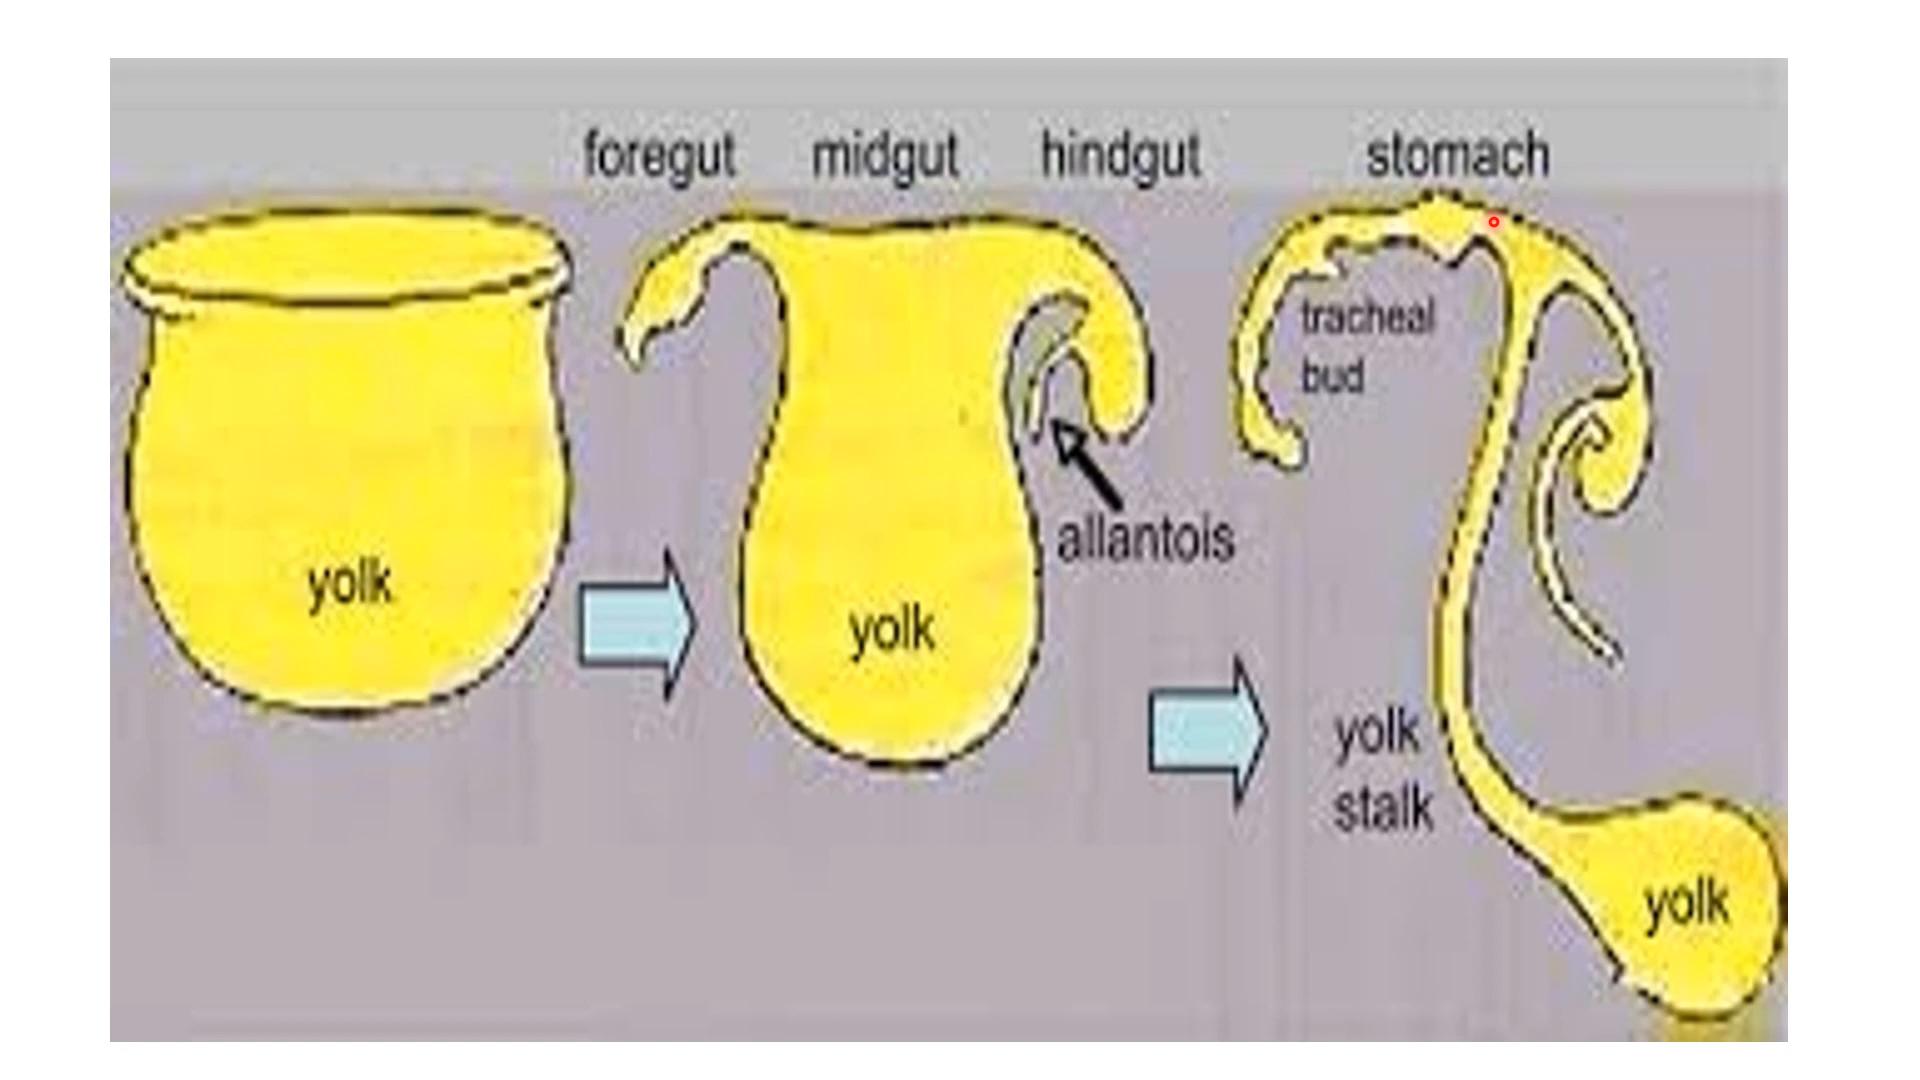 foregut midgut hindgut stomach
tracheal
bud
allantois
yolk
yolk
yolk
stalk
yolk